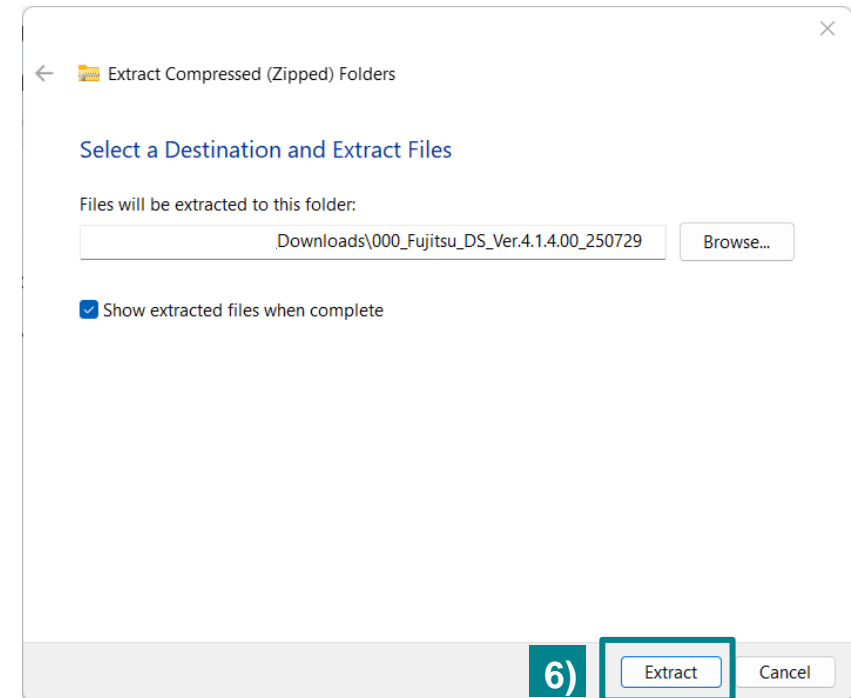 Extract Compressed (Zipped) Folders
Select a Destination and Extract Files
Files will be extracted to this folder:
Downloads\000_Fujitsu_DS_Ver.4.1.4.00_250729 Browse...
Show extracted files when complete
6) Extract Cancel